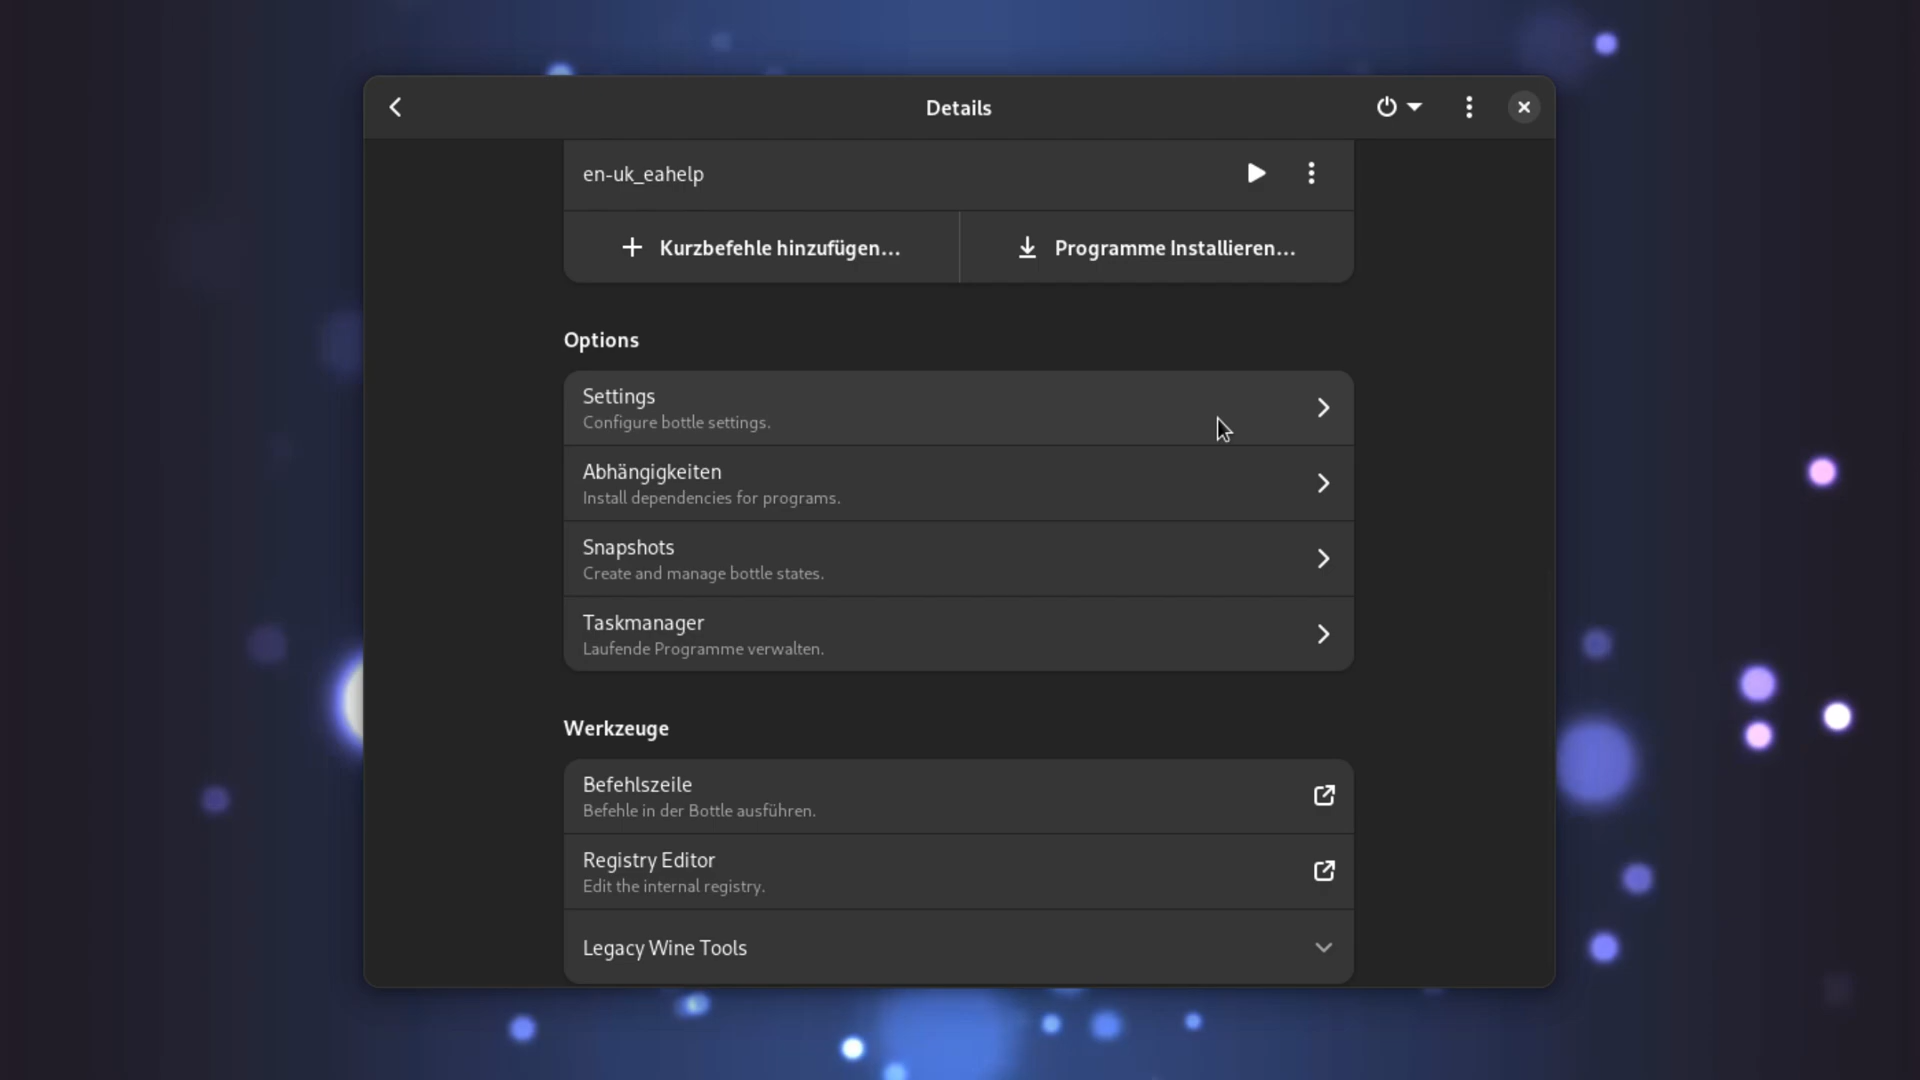 Details
en-uk_eahelp
Kurzbefehle hinzufügen...
Programme Installieren...
Options
Settings
Configure bottle settings.
Abhängigkeiten
Install dependencies for programs.
Snapshots
Create and manage bottle states.
Taskmanager
Laufende Programme verwalten.
Werkzeuge
Befehlszeile
Befehle in der Bottle ausführen.
Registry Editor
Edit the internal registry.
Legacy Wine Tools